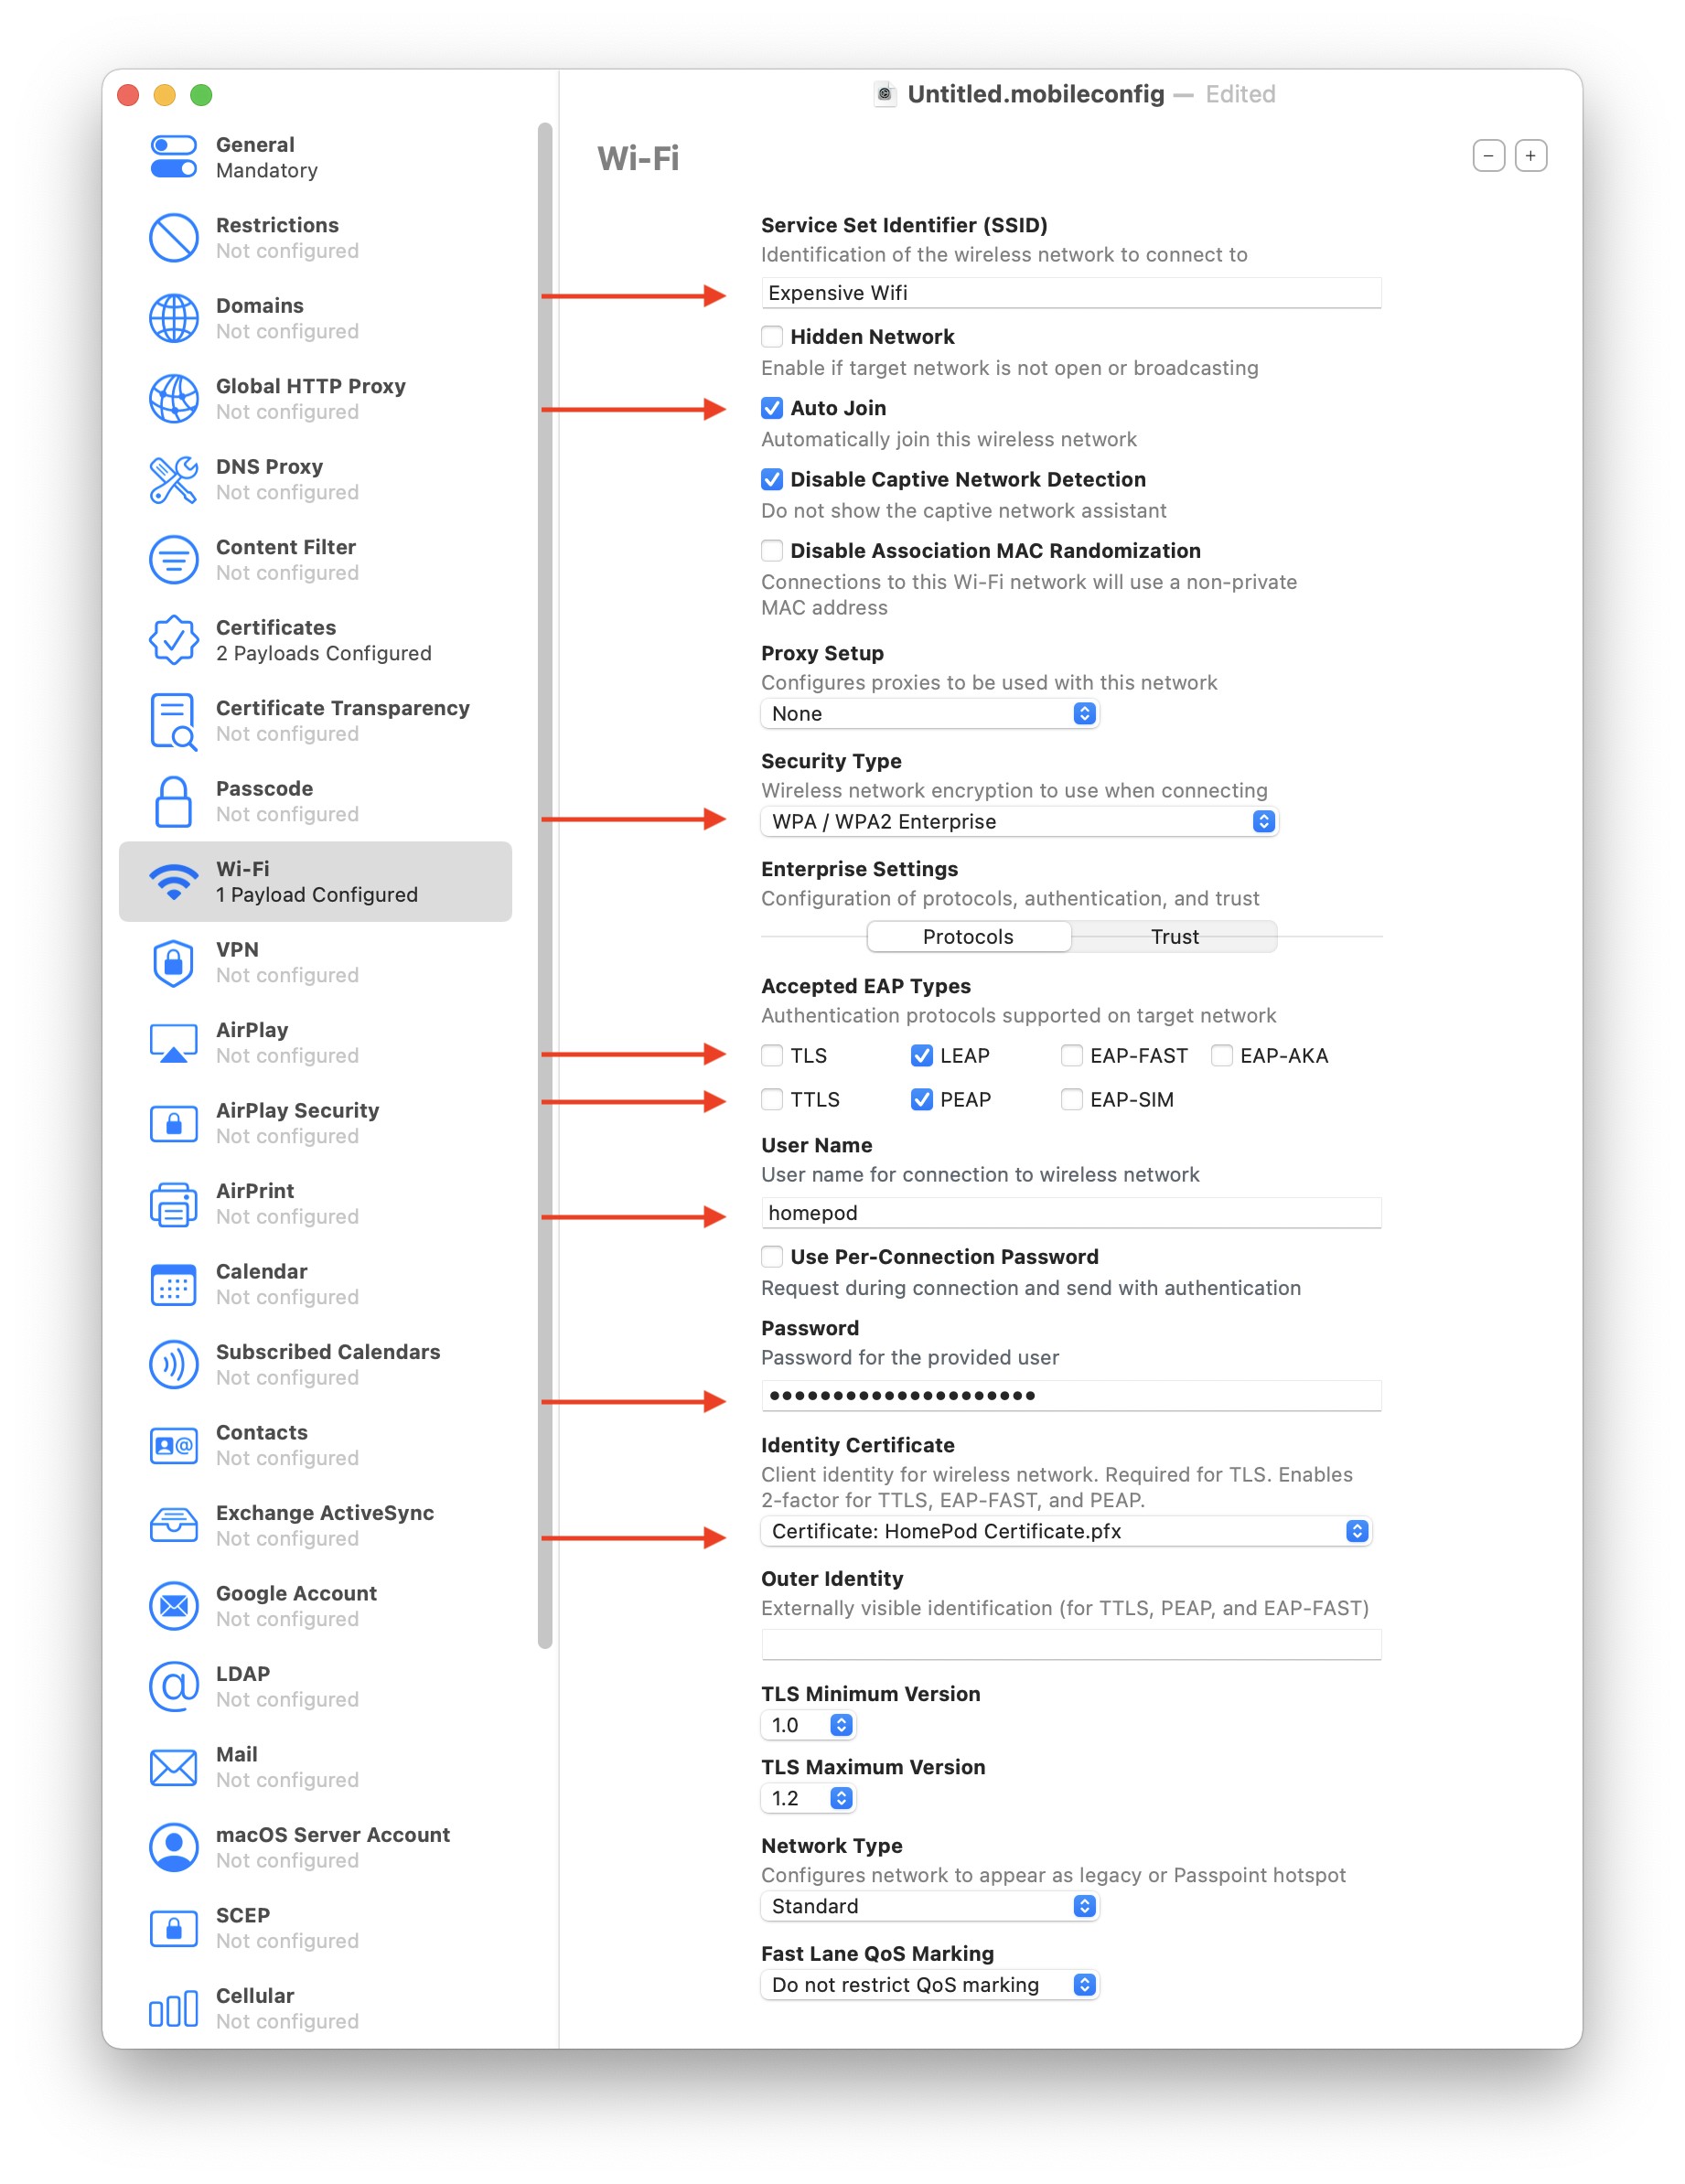 Untitled.mobileconfig — Edited
General
Mandatory
Restrictions
Not configured
Domains
Not configured
Global HTTP Proxy
Not configured
DNS Proxy
Not configured
Content Filter
Not configured
Certificates
2 Payloads Configured
Certificate Transparency
Not configured
Passcode
Not configured
Wi-Fi
1 Payload Configured
VPN
Not configured
AirPlay
Not configured
AirPlay Security
Not configured
AirPrint
Not configured
Calendar
Not configured
Subscribed Calendars
Not configured
Contacts
Not configured
Exchange ActiveSync
Not configured
Google Account
Not configured
LDAP
Not configured
Mail
Not configured
macOS Server Account
Not configured
SCEP
Not configured
Cellular
Not configured
Wi-Fi
Service Set Identifier (SSID)
Identification of the wireless network to connect to
Expensive Wifi
Hidden Network
Enable if target network is not open or broadcasting
Auto Join
Automatically join this wireless network
Disable Captive Network Detection
Do not show the captive network assistant
Disable Association MAC Randomization
Connections to this Wi-Fi network will use a non-private
MAC address
Proxy Setup
Configures proxies to be used with this network
None
Security Type
Wireless network encryption to use when connecting
WPA / WPA2 Enterprise
Enterprise Settings
Configuration of protocols, authentication, and trust
Protocols Trust
Accepted EAP Types
Authentication protocols supported on target network
TLS LEAP EAP-FAST EAP-AKA
TTLS PEAP EAP-SIM
User Name
User name for connection to wireless network
homepod
Use Per-Connection Password
Request during connection and send with authentication
Password
Password for the provided user
•••••••••••••••••••••
Identity Certificate
Client identity for wireless network. Required for TLS. Enables
2-factor for TTLS, EAP-FAST, and PEAP.
Certificate: HomePod Certificate.pfx
Outer Identity
Externally visible identification (for TTLS, PEAP, and EAP-FAST)
TLS Minimum Version
1.0
TLS Maximum Version
1.2
Network Type
Configures network to appear as legacy or Passpoint hotspot
Standard
Fast Lane QoS Marking
Do not restrict QoS marking